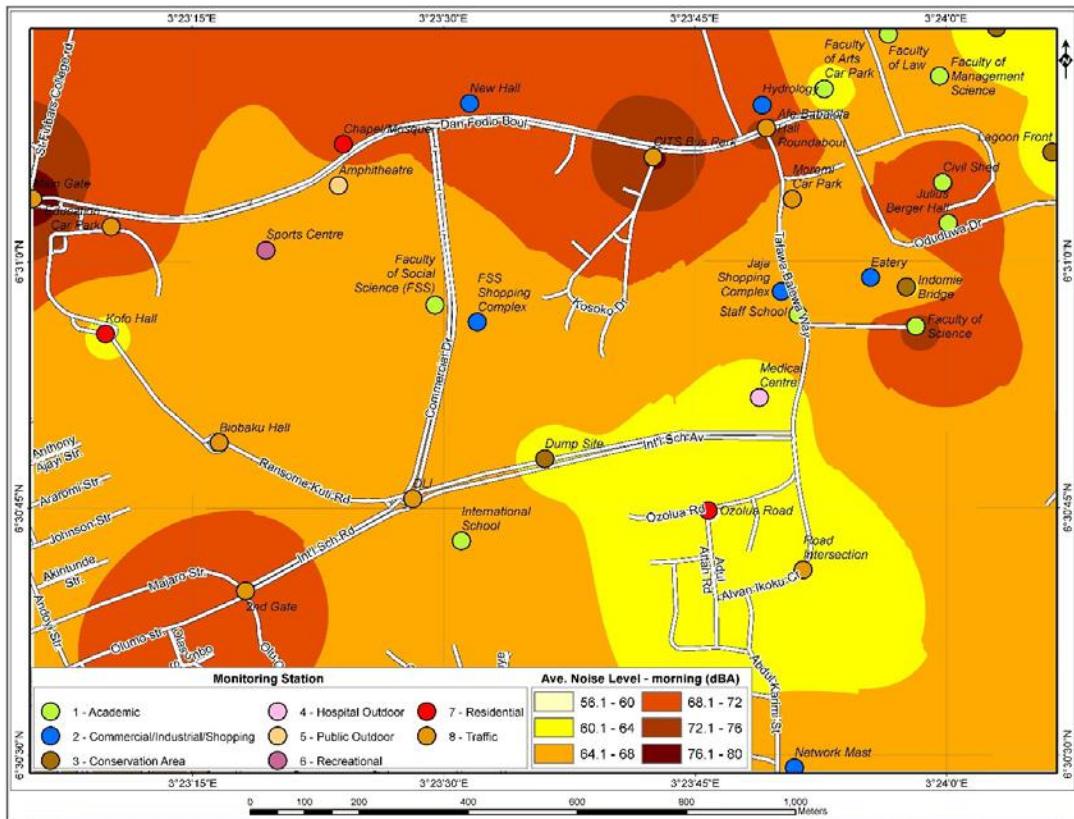 3°23'15"E
3°23'30"E
3°23'45"E
3°24'0"E
6°31'0"N
6°30'45"N
6°30'30"N
N
Faculty
of Arts
Car Park
Faculty
of Law
Faculty of
Management
Science
New Hall
Hydrology
Dan Fodio Boul.
Chapel/Mosque
CITS Bus Park
Afe Babalola
Hall
Roundabout
Lagoon Front
Amphitheatre
Moremi
Car Park
Civil Shed
Julius
Berger Hall
Main Gate
Education
Car Park
Oduduwa Dr
Sports Centre
Faculty
of Social
Science (FSS)
FSS
Shopping
Complex
Kosoko Dr
Tafawa Balewa Way
Jaja
Shopping
Complex
Eatery
Indomie
Bridge
Staff School
Faculty of
Science
Kofo Hall
Commercial Dr
Medical
Centre
Biobaku Hall
Dump Site
Int'l Sch Av
Anthony
Ajayi Str.
Araromi Str
Ransome Kuti Rd
DLI
Johnson Str
International
School
Ozolua Rd
Ozolua Road
Int'l Sch Rd
Akintunde
Str.
Road
Intersection
Majaro Str.
Alvan Ikoku Cl
2nd Gate
Olumo str.
Abdul Karimi St
Monitoring Station
1 - Academic
2 - Commercial/Industrial/Shopping
3 - Conservation Area
4 - Hospital Outdoor
5 - Public Outdoor
6 - Recreational
7 - Residential
8 - Traffic
Ave. Noise Level - morning (dBA)
56.1 - 60
60.1 - 64
64.1 - 68
68.1 - 72
72.1 - 76
76.1 - 80
Network Mast
3°23'15"E
3°23'30"E
3°23'45"E
3°24'0"E
0 100 200 400 600 800 1,000
Meters